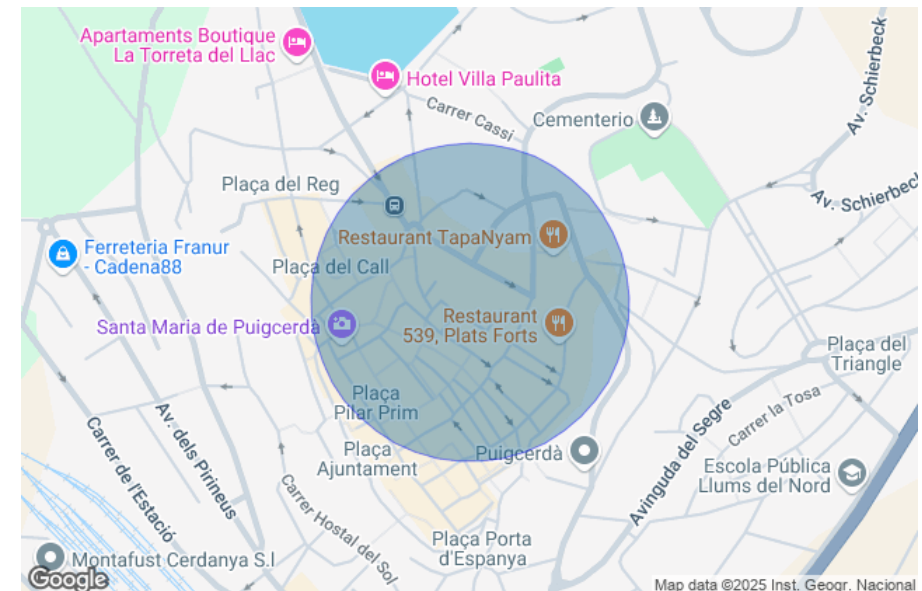 Apartaments Boutique
La Torreta del Llac
Hotel Villa Paulita
Carrer Cassi
Cementerio
Av. Schierbeck
Plaça del Reg
Av. Schierbeck
Restaurant TapaNyam
Ferreteria Franur
- Cadena88
Plaça del Call
Santa Maria de Puigcerdà
Restaurant
539, Plats Forts
Plaça del
Triangle
Plaça
Pilar Prim
Carrer la Tosa
Avinguda del Segre
Av. dels Pirineus
Carrer de l'Estació
Plaça
Ajuntament
Puigcerdà
Escola Pública
Llums del Nord
Carrer Hostal del Sol
Plaça Porta
d'Espanya
Montafust Cerdanya S.l
Google
Map data ©2025 Inst. Geogr. Nacional